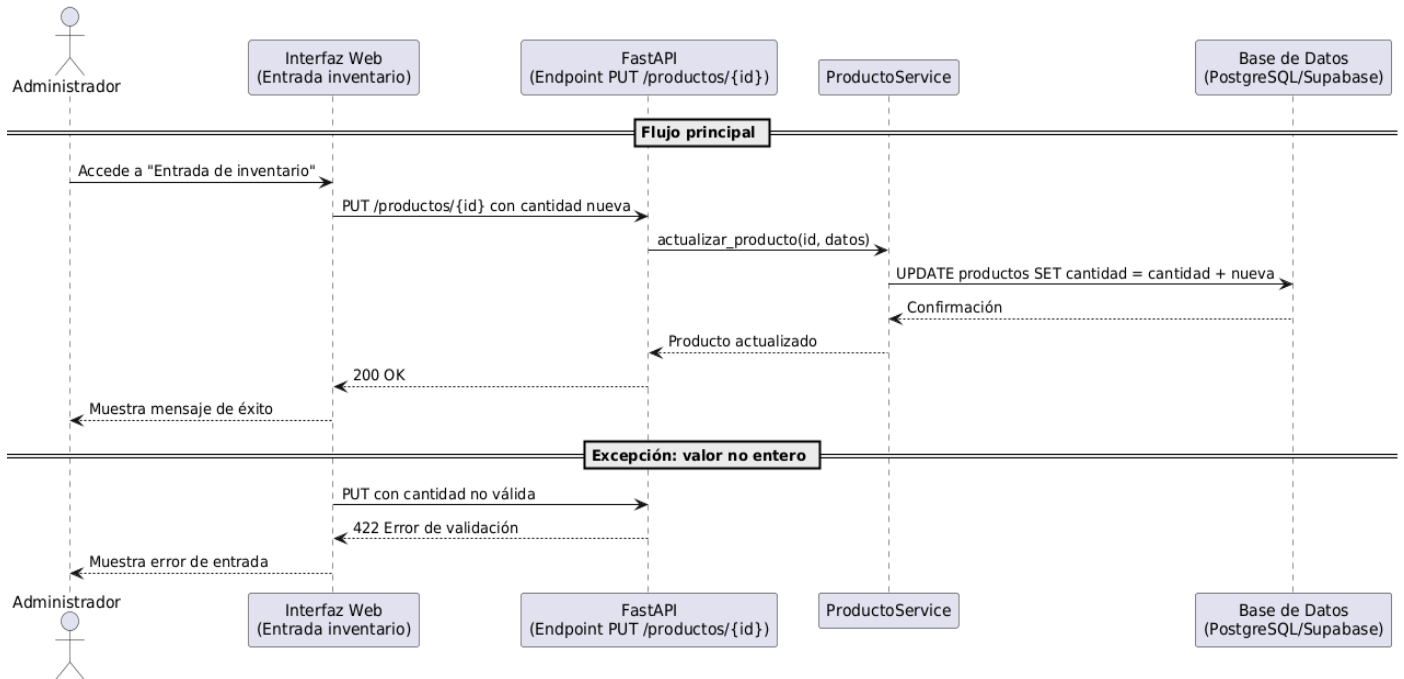 Administrador
Interfaz Web
(Entrada inventario)
FastAPI
(Endpoint PUT /productos/{id})
ProductoService
Base de Datos
(PostgreSQL/Supabase)
Flujo principal
Accede a "Entrada de inventario"
PUT /productos/{id} con cantidad nueva
actualizar_producto(id, datos)
UPDATE productos SET cantidad = cantidad + nueva
Confirmación
Producto actualizado
200 OK
Muestra mensaje de éxito
Excepción: valor no entero
PUT con cantidad no válida
422 Error de validación
Muestra error de entrada
Administrador
Interfaz Web
(Entrada inventario)
FastAPI
(Endpoint PUT /productos/{id})
ProductoService
Base de Datos
(PostgreSQL/Supabase)